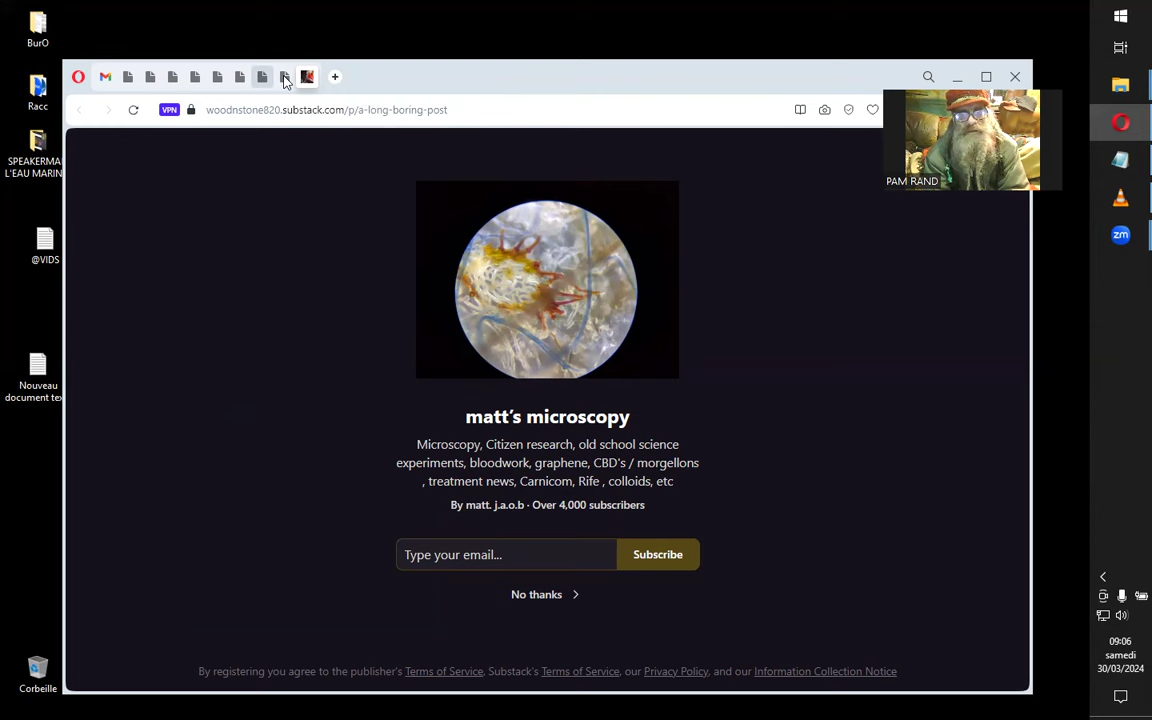 BurO
Racc
SPEAKERMA
L'EAU MARIN
@VIDS
Nouveau
document tex
Corbeille
VPN
woodnstone820.substack.com/p/a-long-boring-post
PAM RAND
matt's microscopy
Microscopy, Citizen research, old school science
experiments, bloodwork, graphene, CBD's / morgellons
, treatment news, Carnicom, Rife , colloids, etc
By matt. j.a.o.b · Over 4,000 subscribers
Type your email...
Subscribe
No thanks
By registering you agree to the publisher's Terms of Service, Substack's Terms of Service, our Privacy Policy, and our Information Collection Notice
zm
09:06
samedi
30/03/2024